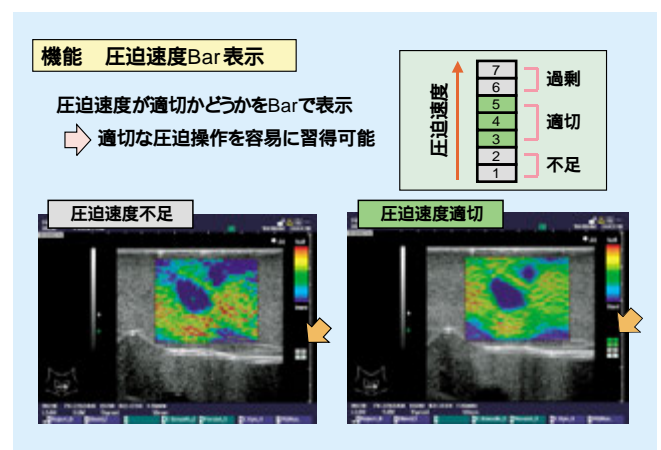 機能 圧迫速度Bar表示
圧迫速度が適切かどうかをBarで表示
適切な圧迫操作を容易に習得可能
圧迫速度
7
6
5
4
3
2
1
過剰
適切
不足
圧迫速度不足
圧迫速度適切